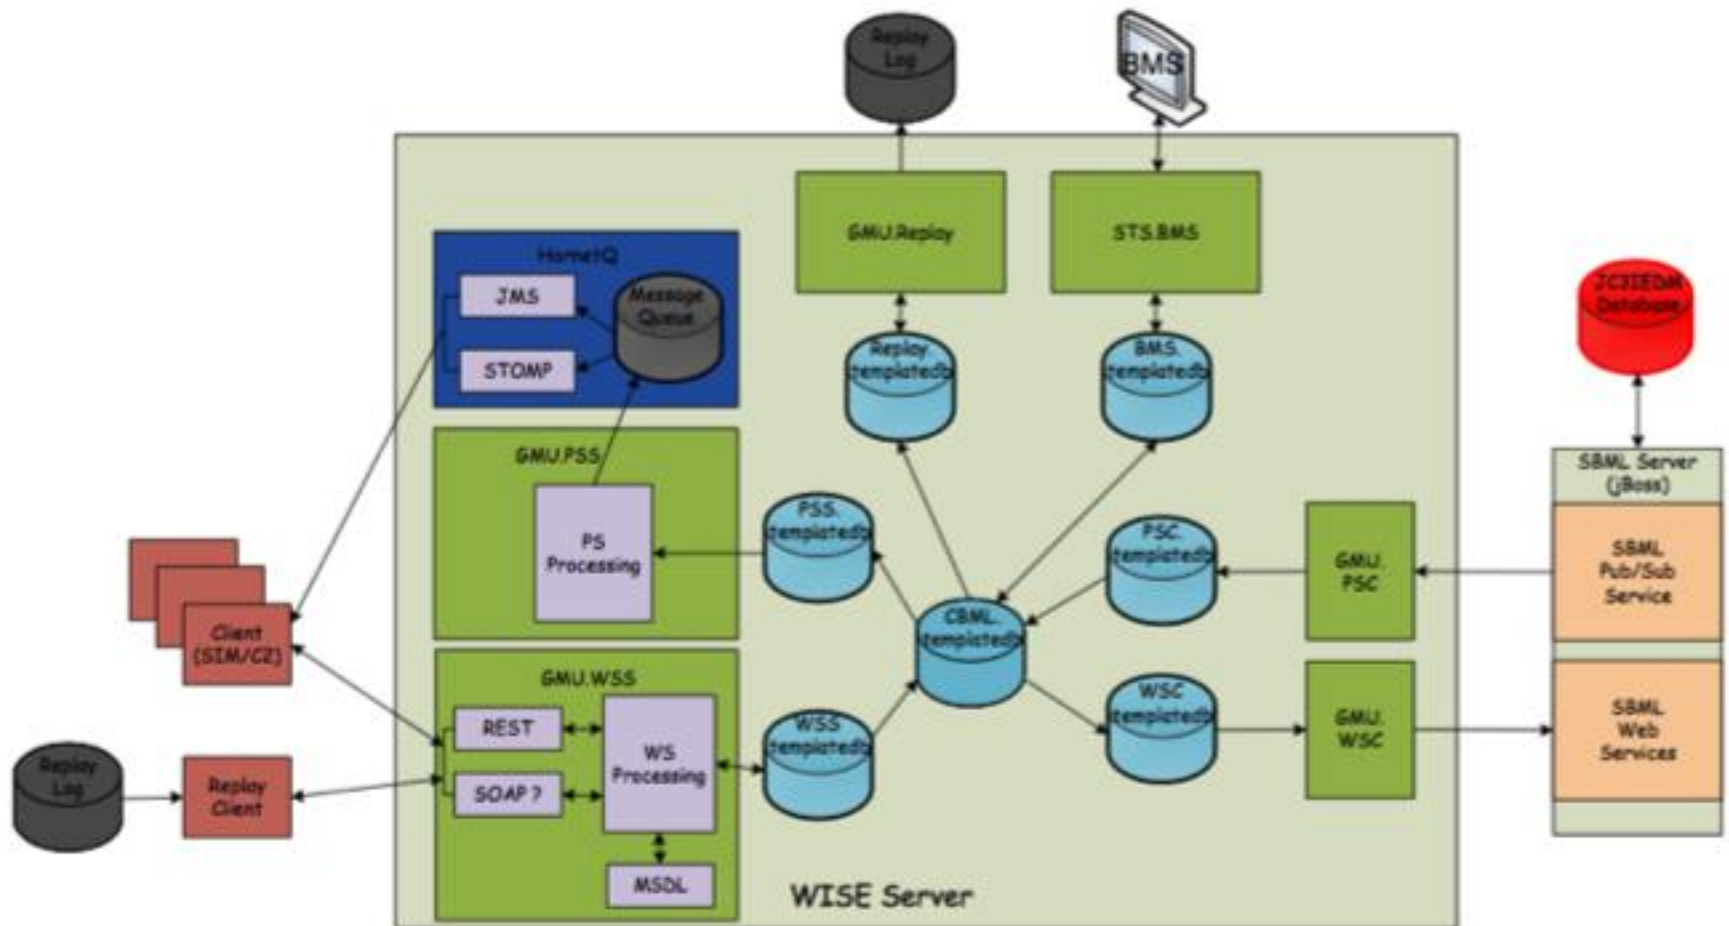 Replay
Log
BMS
GMU.Replay
STS.BMS
HornetQ
JMS
Message
Queue
STOMP
Replay.
templatedb
BMS.
templatedb
JC3IEDM
Database
GMU.PSS
PS
Processing
PSS.
templatedb
PSC.
templatedb
GMU.
PSC
SBML Server
(jBoss)
SBML
Pub/Sub
Service
Client
(SIM/C2)
CBML.
templatedb
GMU.WSS
REST
SOAP ?
WS
Processing
MSDL
WSS
templatedb
WSC
templatedb
GMU.
WSC
SBML
Web
Services
Replay
Log
Replay
Client
WISE Server